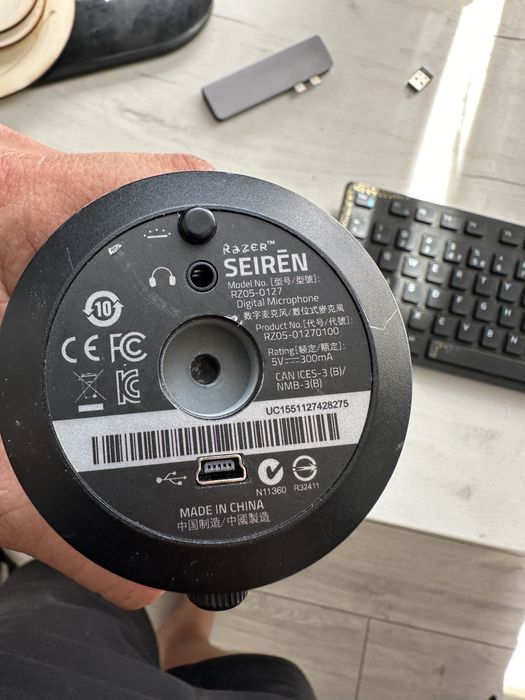 RAZER™
SEIRĒN
Model No. [型号/型號]:
RZ05-0127
Digital Microphone
数字麦克风/數位式麥克風
Product No.[代号/代號]:
RZ05-01270100
Rating[额定/額定]:
5V⎓300mA
CAN ICES-3 (B)/
NMB-3(B)
10
CE FC
UC1551127428275
N11360 R32411
MADE IN CHINA
中国制造/中國製造